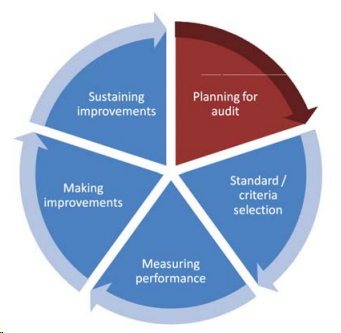 Planning for
audit
Standard /
criteria
selection
Measuring
performance
Making
improvements
Sustaining
improvements